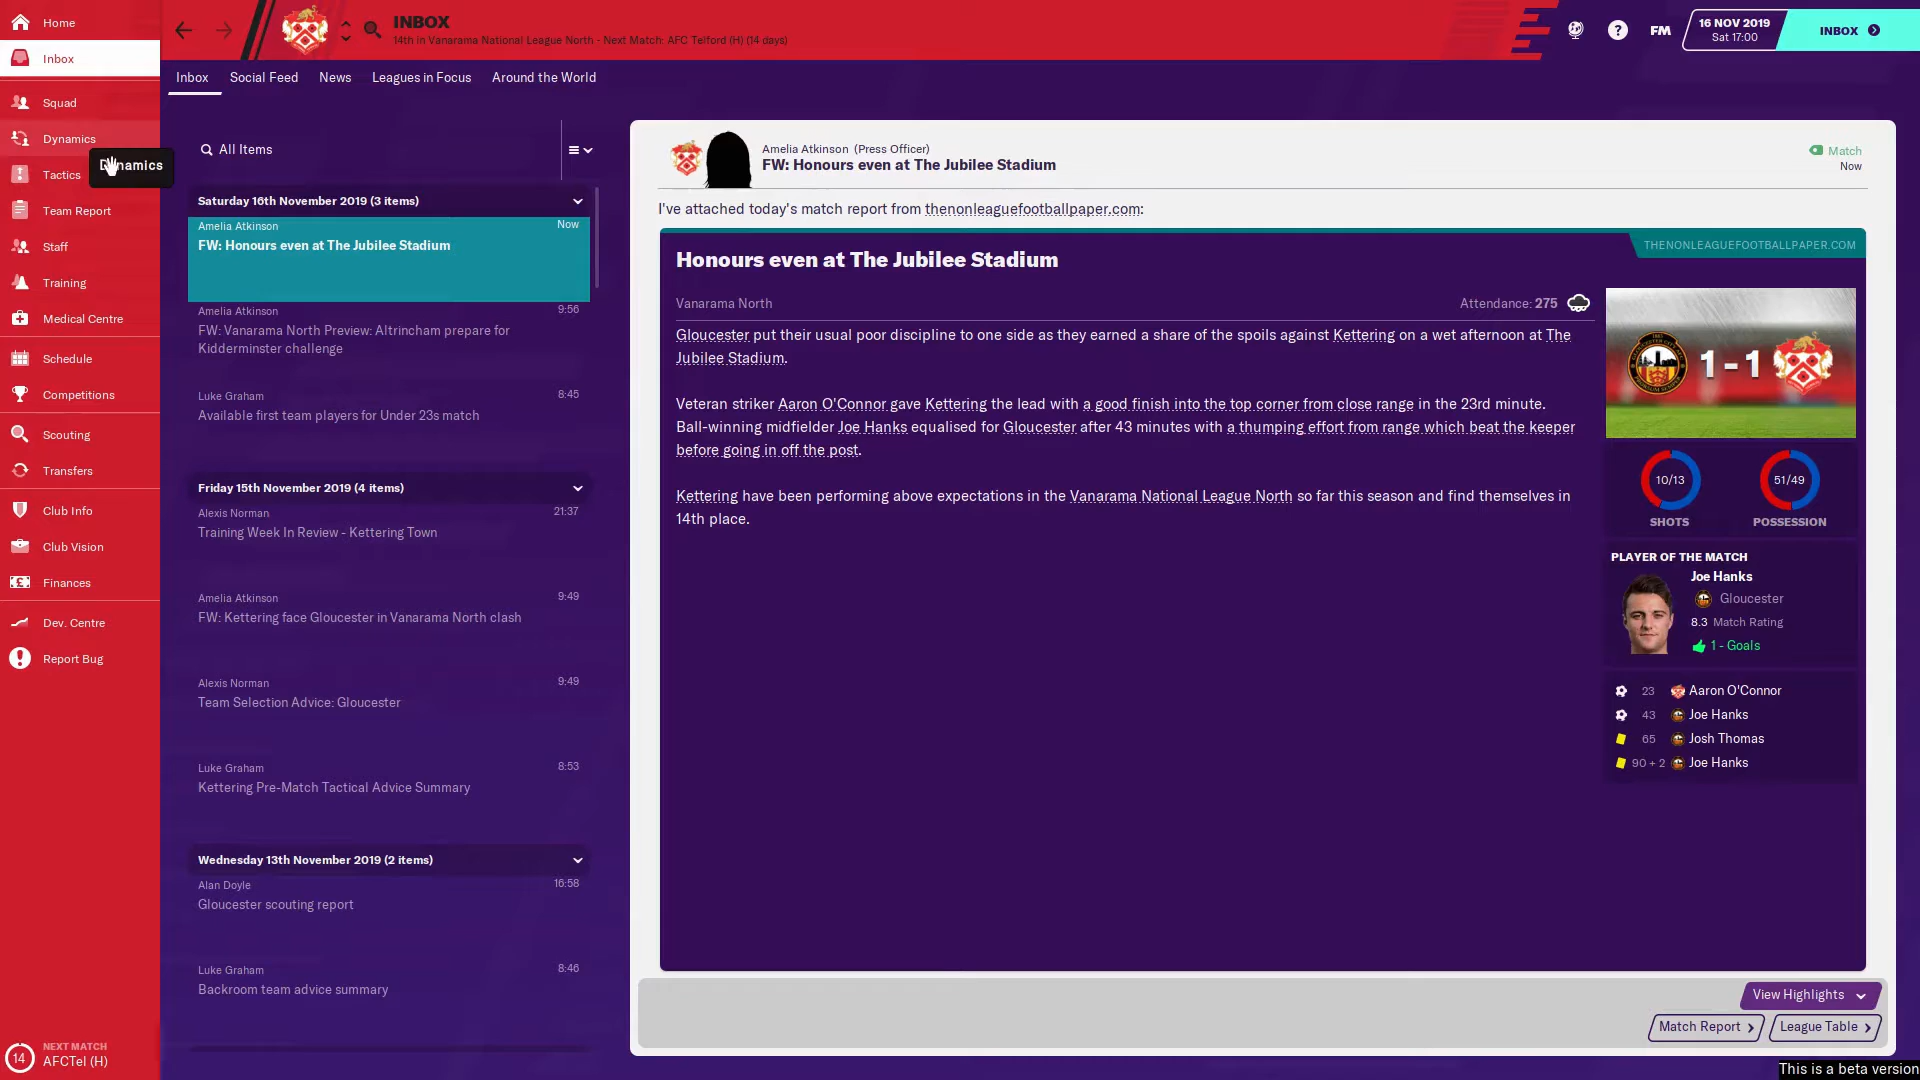 Home
Inbox
Squad
Dynamics
Tactics
Team Report
Staff
Training
Medical Centre
Schedule
Competitions
Scouting
Transfers
Club Info
Club Vision
Finances
Dev. Centre
Report Bug
14
NEXT MATCH
AFCTel (H)
INBOX
14th in Vanarama National League North - Next Match: AFC Telford (H) (14 days)
FM
16 NOV 2019
Sat 17:00
INBOX
Inbox Social Feed News Leagues in Focus Around the World
All Items
Saturday 16th November 2019 (3 items)
Amelia Atkinson Now
FW: Honours even at The Jubilee Stadium
Amelia Atkinson 9:56
FW: Vanarama North Preview: Altrincham prepare for
Kidderminster challenge
Luke Graham 8:45
Available first team players for Under 23s match
Friday 15th November 2019 (4 items)
Alexis Norman 21:37
Training Week In Review - Kettering Town
Amelia Atkinson 9:49
FW: Kettering face Gloucester in Vanarama North clash
Alexis Norman 9:49
Team Selection Advice: Gloucester
Luke Graham 8:53
Kettering Pre-Match Tactical Advice Summary
Wednesday 13th November 2019 (2 items)
Alan Doyle 16:58
Gloucester scouting report
Luke Graham 8:46
Backroom team advice summary
Amelia Atkinson (Press Officer)
FW: Honours even at The Jubilee Stadium
Match
Now
I've attached today's match report from thenonleaguefootballpaper.com:
THENONLEAGUEFOOTBALLPAPER.COM
Honours even at The Jubilee Stadium
Vanarama North Attendance: 275
Gloucester put their usual poor discipline to one side as they earned a share of the spoils against Kettering on a wet afternoon at The
Jubilee Stadium.
Veteran striker Aaron O'Connor gave Kettering the lead with a good finish into the top corner from close range in the 23rd minute.
Ball-winning midfielder Joe Hanks equalised for Gloucester after 43 minutes with a thumping effort from range which beat the keeper
before going in off the post.
Kettering have been performing above expectations in the Vanarama National League North so far this season and find themselves in
14th place.
1 - 1
10/13 51/49
SHOTS POSSESSION
PLAYER OF THE MATCH
Joe Hanks
Gloucester
8.3 Match Rating
1 - Goals
23 Aaron O'Connor
43 Joe Hanks
65 Josh Thomas
90 + 2 Joe Hanks
View Highlights
Match Report League Table
This is a beta version